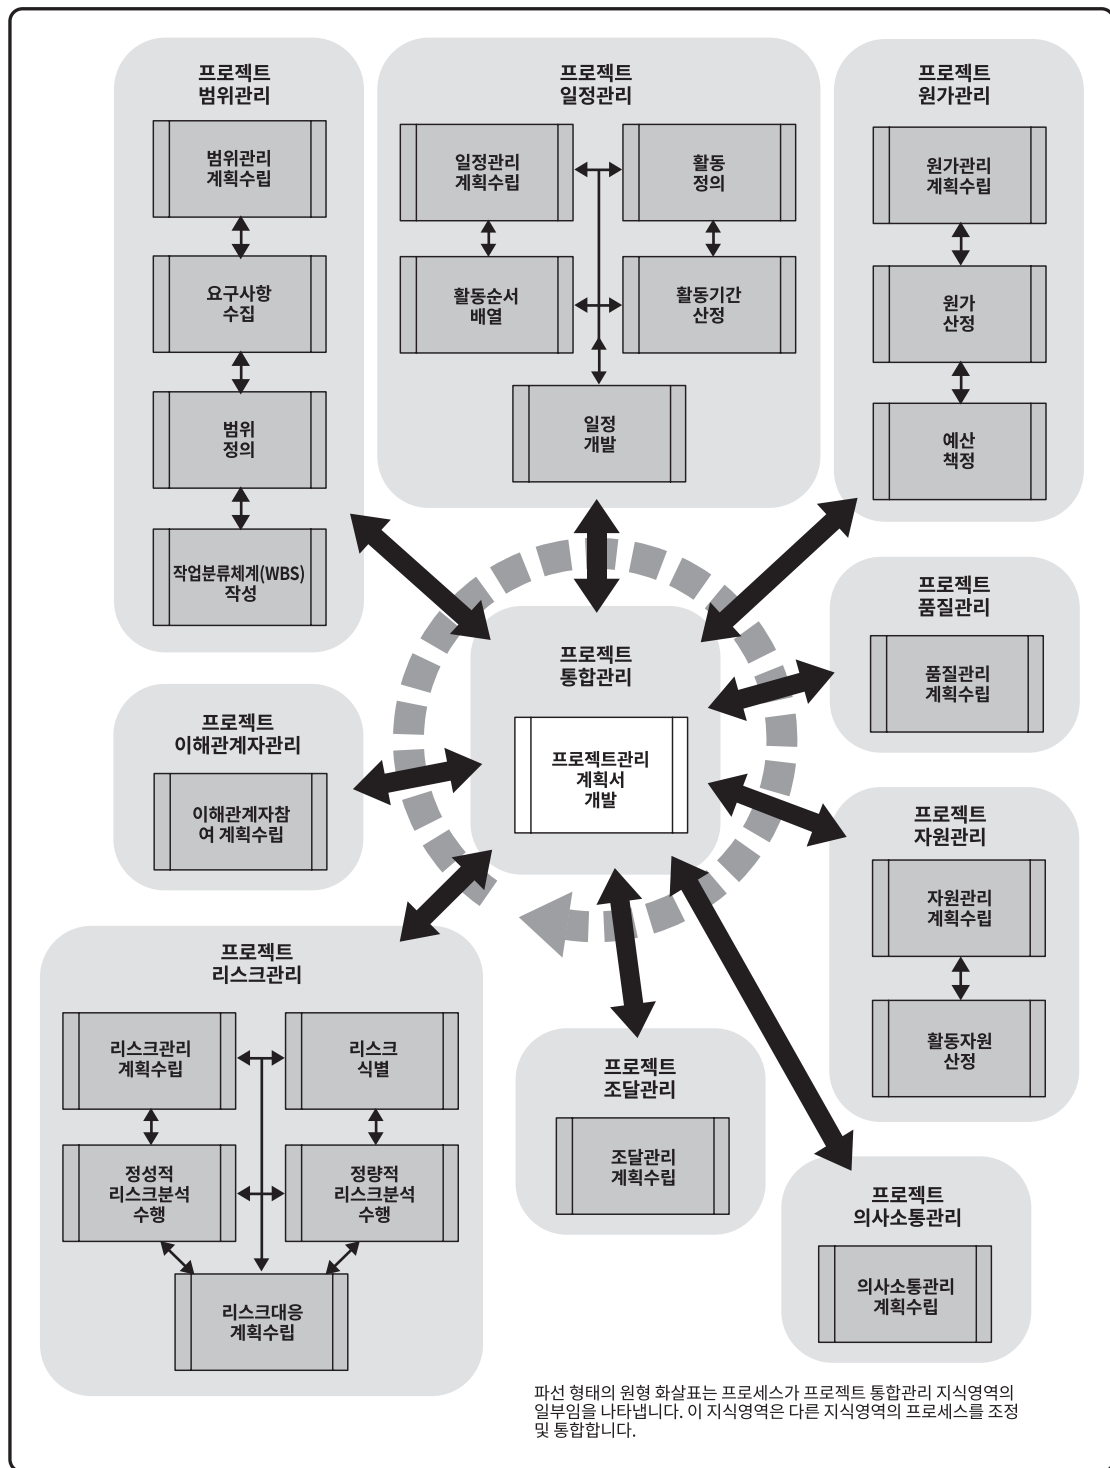 프로젝트
범위관리
범위관리
계획수립
요구사항
수집
범위
정의
작업분류체계(WBS)
작성
프로젝트
일정관리
일정관리
계획수립
활동
정의
활동순서
배열
활동기간
산정
일정
개발
프로젝트
원가관리
원가관리
계획수립
원가
산정
예산
책정
프로젝트
통합관리
프로젝트관리
계획서
개발
프로젝트
품질관리
품질관리
계획수립
프로젝트
이해관계자관리
이해관계자참
여 계획수립
프로젝트
자원관리
자원관리
계획수립
활동자원
산정
프로젝트
리스크관리
리스크관리
계획수립
리스크
식별
정성적
리스크분석
수행
정량적
리스크분석
수행
리스크대응
계획수립
프로젝트
조달관리
조달관리
계획수립
프로젝트
의사소통관리
의사소통관리
계획수립
파선 형태의 원형 화살표는 프로세스가 프로젝트 통합관리 지식영역의
일부임을 나타냅니다. 이 지식영역은 다른 지식영역의 프로세스를 조정
및 통합합니다.